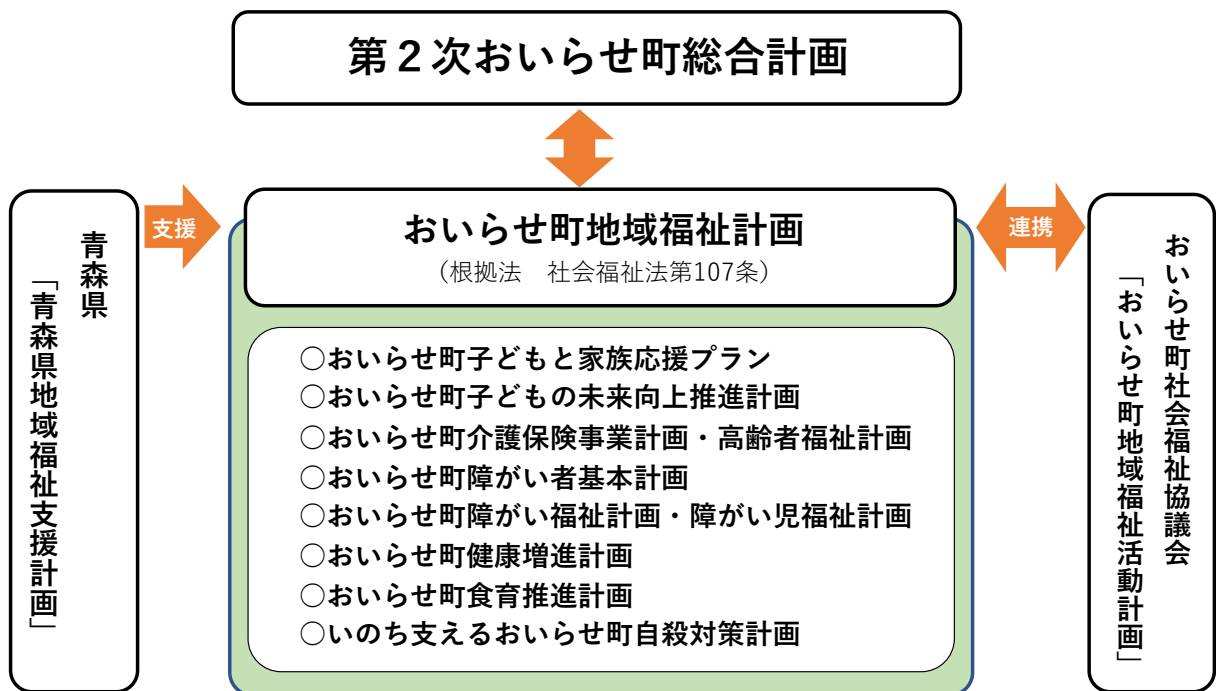 第２次おいらせ町総合計画
支援
おいらせ町地域福祉計画
（根拠法　社会福祉法第107条）
連携
青森県
「青森県地域福祉支援計画」
○おいらせ町子どもと家族応援プラン
○おいらせ町子どもの未来向上推進計画
○おいらせ町介護保険事業計画・高齢者福祉計画
○おいらせ町障がい者基本計画
○おいらせ町障がい福祉計画・障がい児福祉計画
○おいらせ町健康増進計画
○おいらせ町食育推進計画
○いのち支えるおいらせ町自殺対策計画
おいらせ町社会福祉協議会
「おいらせ町地域福祉活動計画」